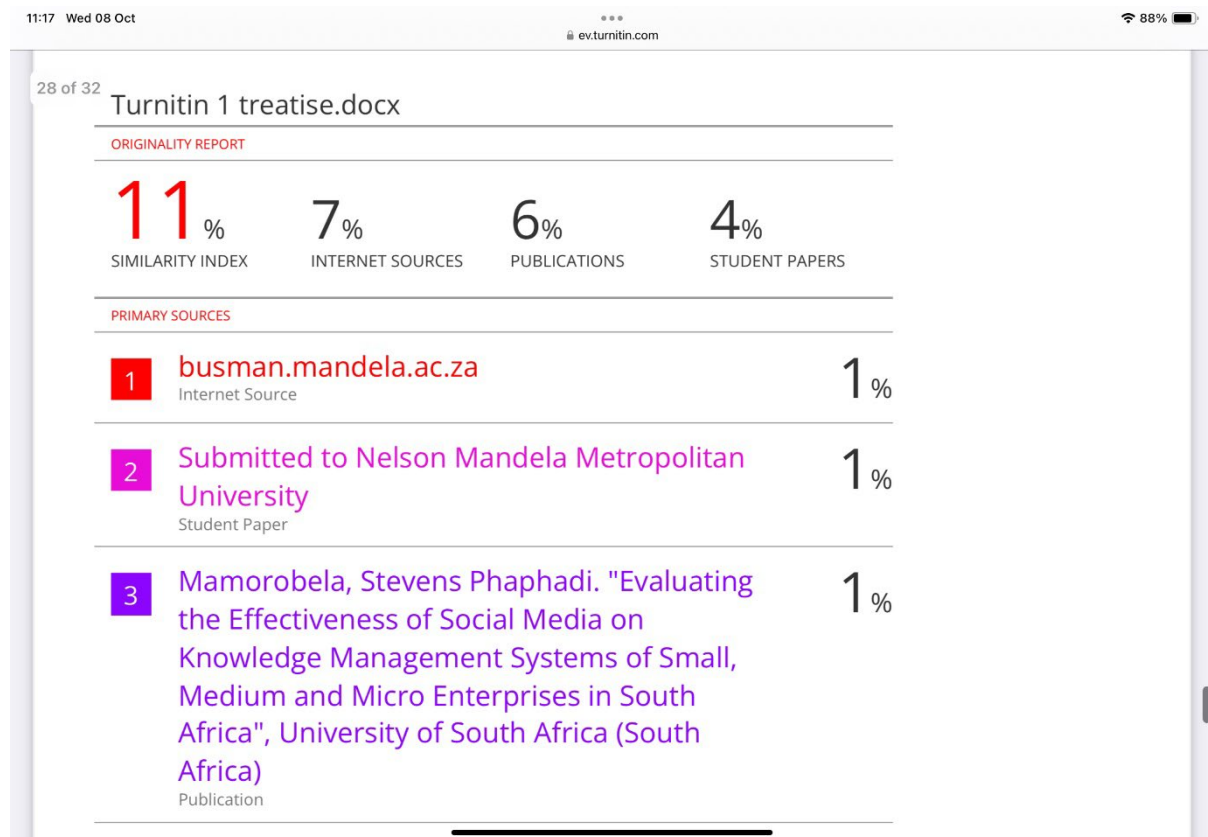 11:17 Wed 08 Oct
88%
ev.turnitin.com
28 of 32
Turnitin 1 treatise.docx
ORIGINALITY REPORT
11% 7% 6% 4%
SIMILARITY INDEX INTERNET SOURCES PUBLICATIONS STUDENT PAPERS
PRIMARY SOURCES
1 busman.mandela.ac.za 1%
Internet Source
2 Submitted to Nelson Mandela Metropolitan 1%
University
Student Paper
3 Mamorobela, Stevens Phaphadi. "Evaluating 1%
the Effectiveness of Social Media on
Knowledge Management Systems of Small,
Medium and Micro Enterprises in South
Africa", University of South Africa (South
Africa)
Publication